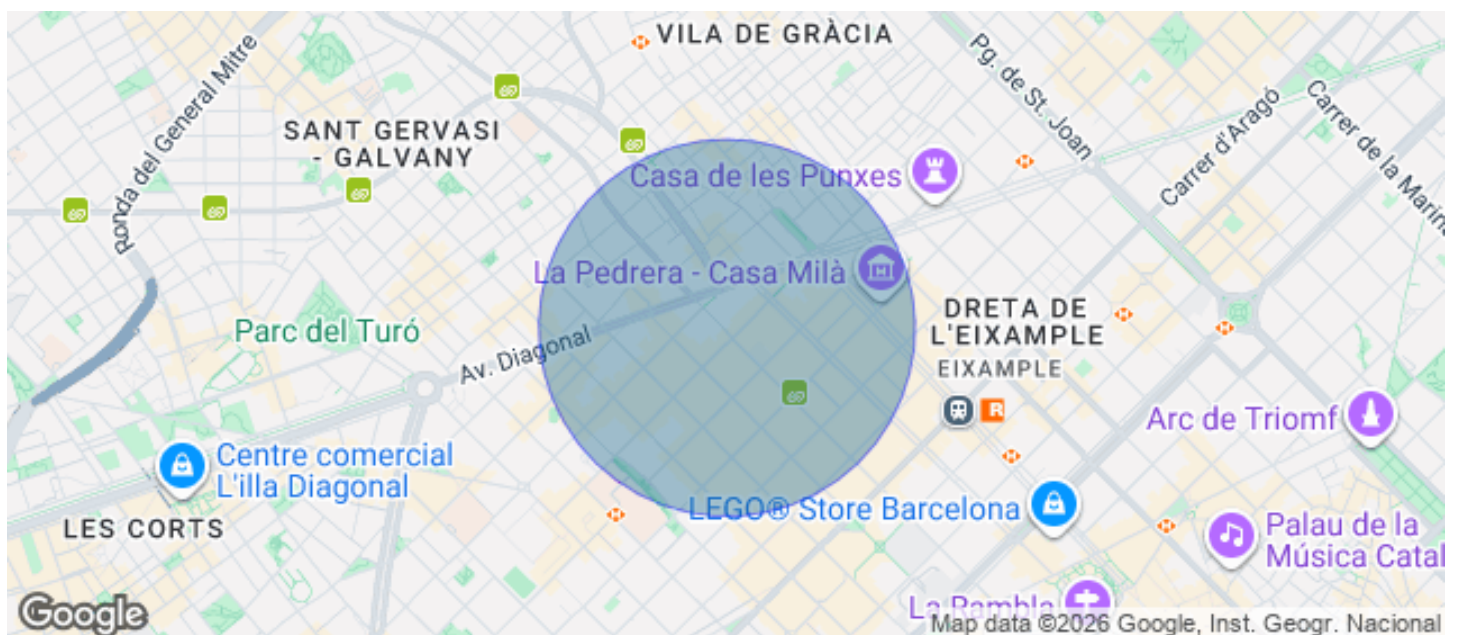 VILA DE GRÀCIA
Pg. de St. Joan
Carrer d'Aragó
Carrer de la Marina
Ronda del General Mitre
SANT GERVASI
- GALVANY
Casa de les Punxes
La Pedrera - Casa Milà
DRETA DE
L'EIXAMPLE
EIXAMPLE
R
Parc del Turó
Av. Diagonal
Arc de Triomf
Centre comercial
L'illa Diagonal
LES CORTS
LEGO® Store Barcelona
Palau de la
Música Catal
La Rambla
Google
Map data ©2026 Google, Inst. Geogr. Nacional